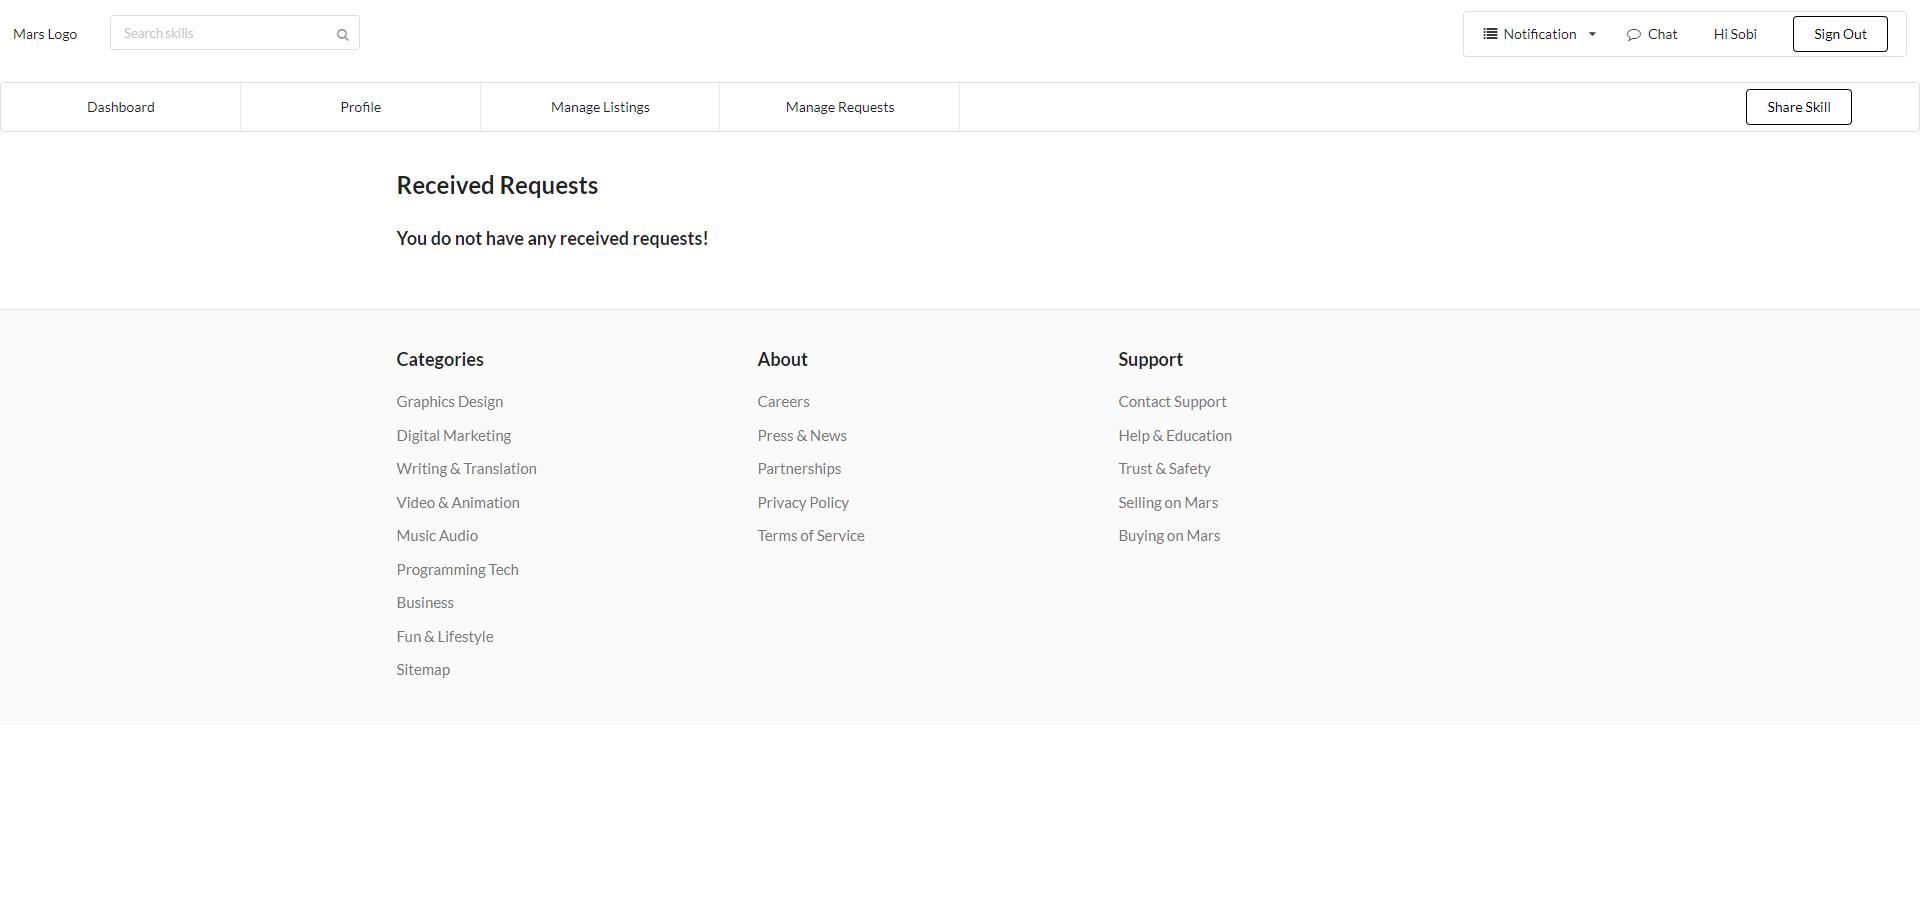 Mars Logo
Search skills
Notification
Chat
Hi Sobi
Sign Out
Dashboard
Profile
Manage Listings
Manage Requests
Share Skill
Received Requests
You do not have any received requests!
Categories
Graphics Design
Digital Marketing
Writing & Translation
Video & Animation
Music Audio
Programming Tech
Business
Fun & Lifestyle
Sitemap
About
Careers
Press & News
Partnerships
Privacy Policy
Terms of Service
Support
Contact Support
Help & Education
Trust & Safety
Selling on Mars
Buying on Mars